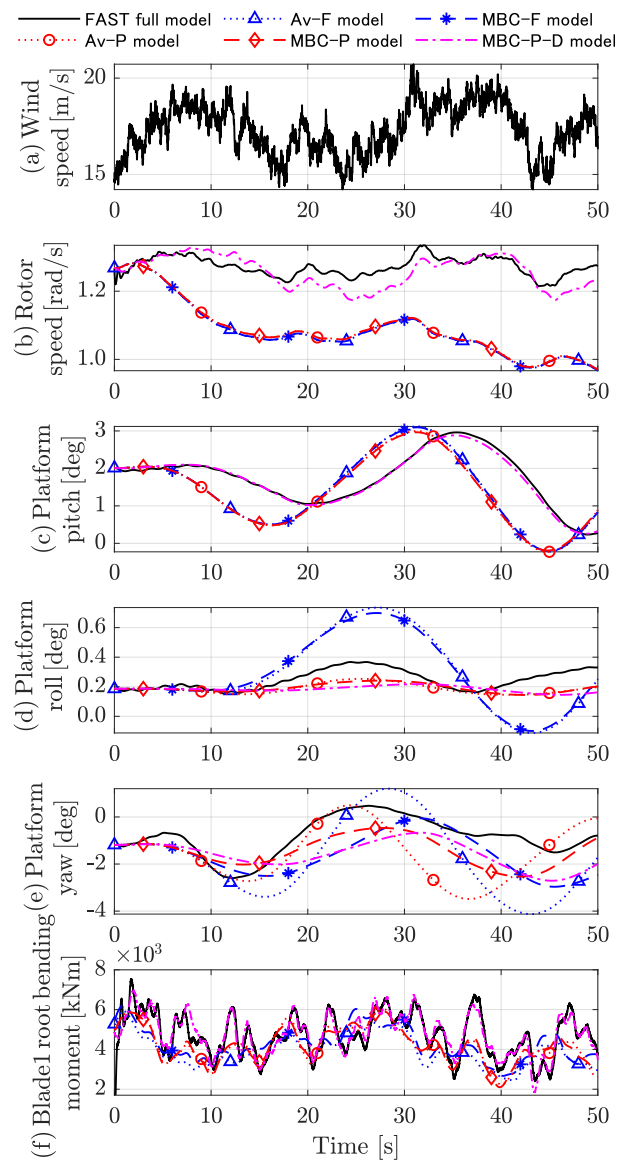 FAST full model Av-F model MBC-F model
Av-P model MBC-P model MBC-P-D model
(a) Wind
speed [m/s]
20
15
0 10 20 30 40 50
(b) Rotor
speed [rad/s]
1.2
1.0
0 10 20 30 40 50
(c) Platform
pitch [deg]
3
2
1
0
0 10 20 30 40 50
(d) Platform
roll [deg]
0.6
0.4
0.2
0.0
0 10 20 30 40 50
(e) Platform
yaw [deg]
0
−2
−4
0 10 20 30 40 50
×10³
(f) Blade1 root bending
moment [kNm]
8
6
4
2
0 10 20 30 40 50
Time [s]